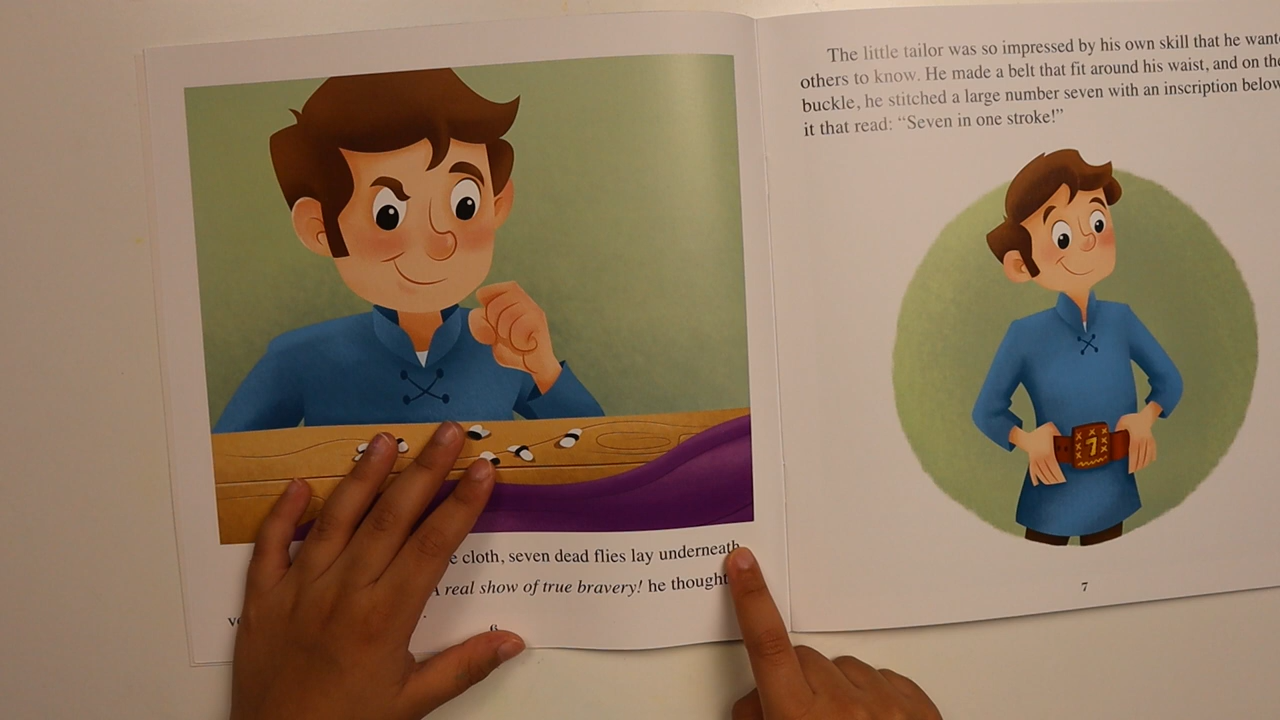 cloth, seven dead flies lay underneath
real show of true bravery! he thought
6
The little tailor was so impressed by his own skill that he
others to know. He made a belt that fit around his waist, and on
buckle, he stitched a large number seven with an inscription below
it that read: “Seven in one stroke!”
7
7